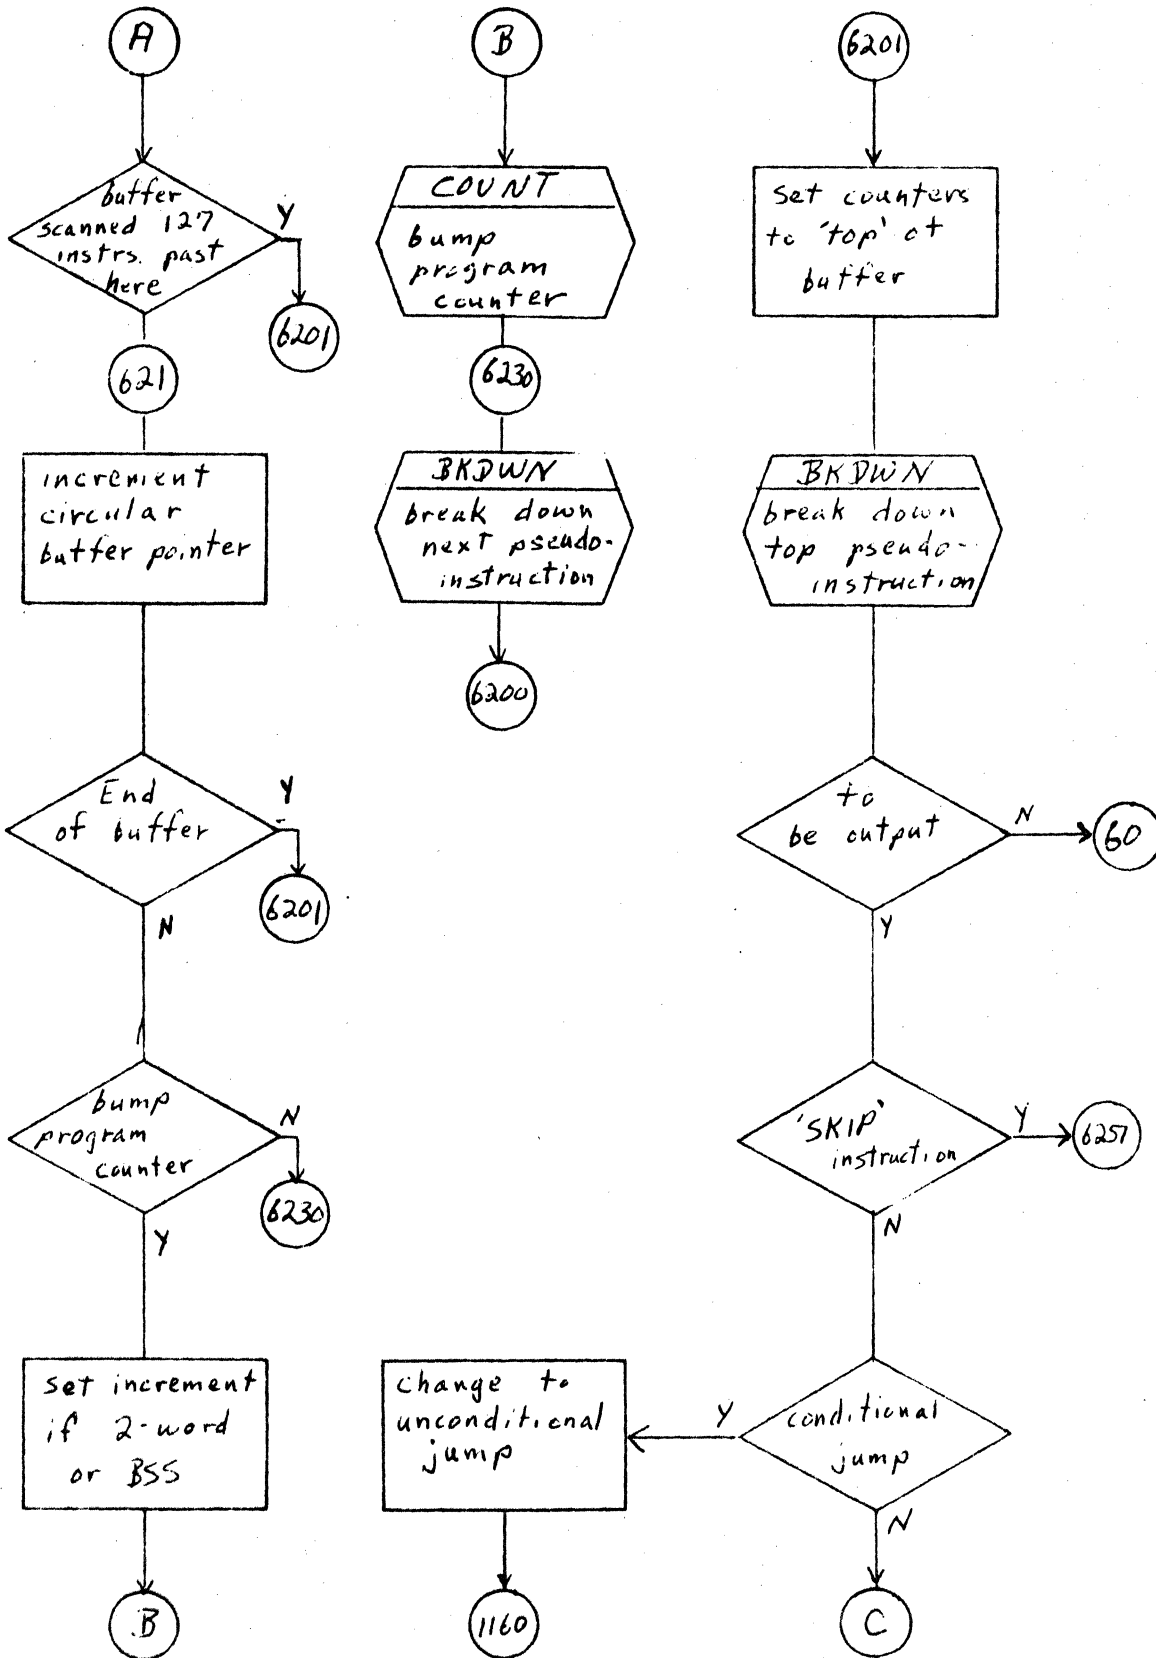 A
buffer
scanned 127
instrs. past
here
Y
6201
621
increment
circular
buffer pointer
End
of buffer
Y
6201
N
bump
program
counter
N
6230
Y
set increment
if 2-word
or BSS
B
B
COUNT
bump
program
counter
6230
BKDWN
break down
next pseudo-
instruction
6200
6201
set counters
to 'top' of
buffer
BKDWN
break down
top pseudo-
instruction
to
be output
N
60
Y
'SKIP'
instruction
Y
6257
N
conditional
jump
Y
change to
unconditional
jump
1160
N
C